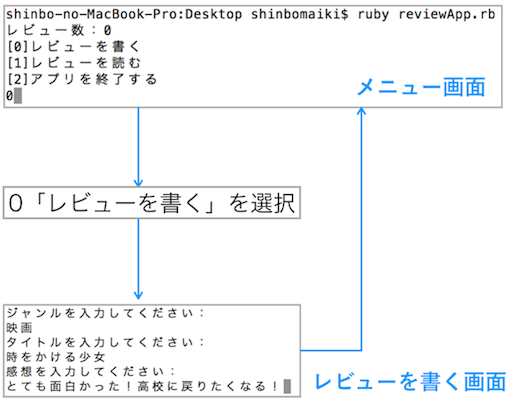 shinbo-no-MacBook-Pro:Desktop shinbomaiki$ ruby reviewApp.rb
レビュー数：0
[0]レビューを書く
[1]レビューを読む
[2]アプリを終了する
0
メニュー画面
０「レビューを書く」を選択
ジャンルを入力してください：
映画
タイトルを入力してください：
時をかける少女
感想を入力してください：
とても面白かった！高校に戻りたくなる！
レビューを書く画面